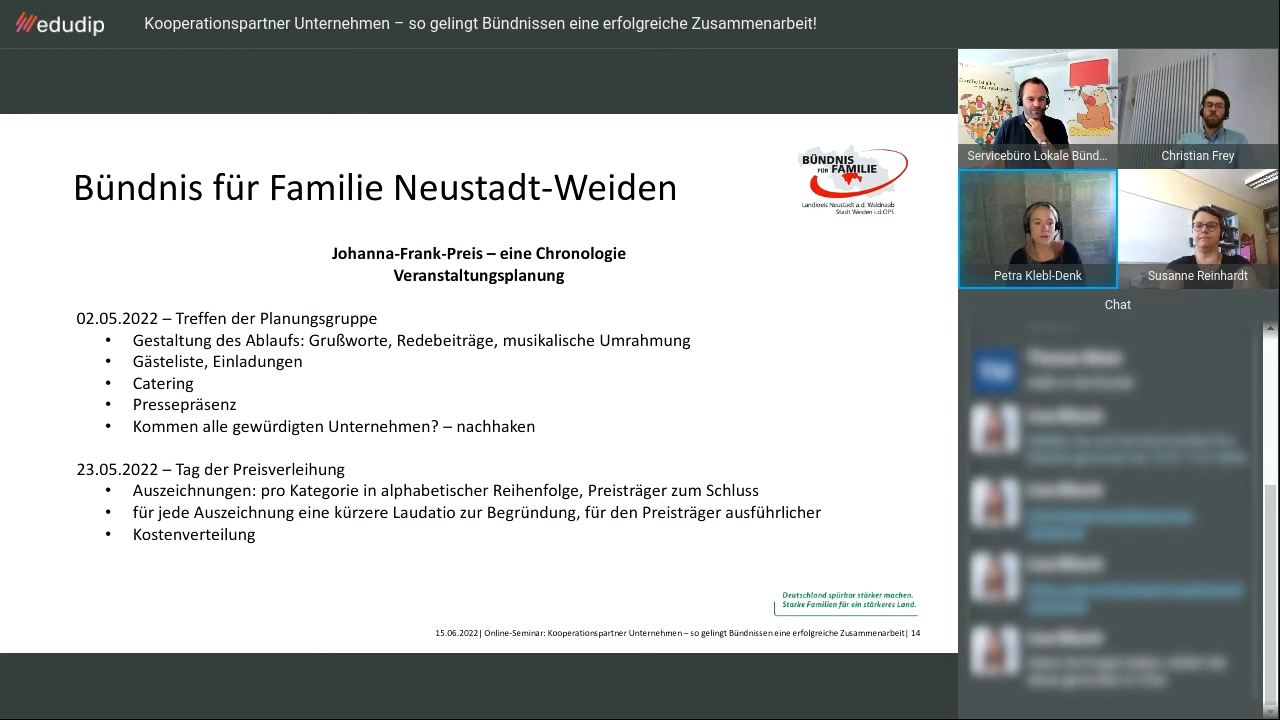 edudip
Kooperationspartner Unternehmen – so gelingt Bündnissen eine erfolgreiche Zusammenarbeit!
Bündnis für Familie Neustadt-Weiden
BÜNDNIS
FÜR FAMILIE
Landkreis Neustadt a.d. Waldnaab
Stadt Weiden i.d.OPf.
Johanna-Frank-Preis – eine Chronologie
Veranstaltungsplanung
02.05.2022 – Treffen der Planungsgruppe
• Gestaltung des Ablaufs: Grußworte, Redebeiträge, musikalische Umrahmung
• Gästeliste, Einladungen
• Catering
• Pressepräsenz
• Kommen alle gewürdigten Unternehmen? – nachhaken
23.05.2022 – Tag der Preisverleihung
• Auszeichnungen: pro Kategorie in alphabetischer Reihenfolge, Preisträger zum Schluss
• für jede Auszeichnung eine kürzere Laudatio zur Begründung, für den Preisträger ausführlicher
• Kostenverteilung
Deutschland spürbar stärker machen.
Starke Familien für ein stärkeres Land.
15.06.2022| Online-Seminar: Kooperationspartner Unternehmen – so gelingt Bündnissen eine erfolgreiche Zusammenarbeit| 14
Servicebüro Lokale Bünd...
Christian Frey
Petra Klebl-Denk
Susanne Reinhardt
Chat